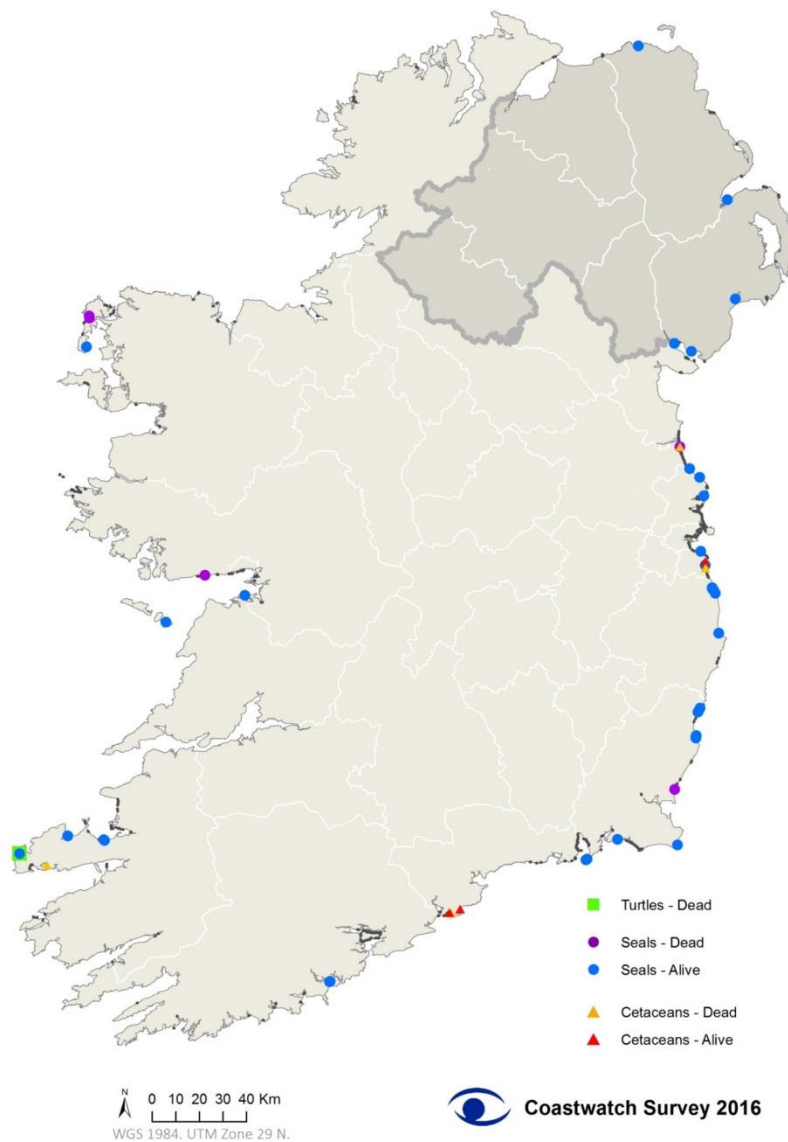 Turtles - Dead
Seals - Dead
Seals - Alive
Cetaceans - Dead
Cetaceans - Alive
N
0 10 20 30 40 Km
WGS 1984. UTM Zone 29 N.
Coastwatch Survey 2016